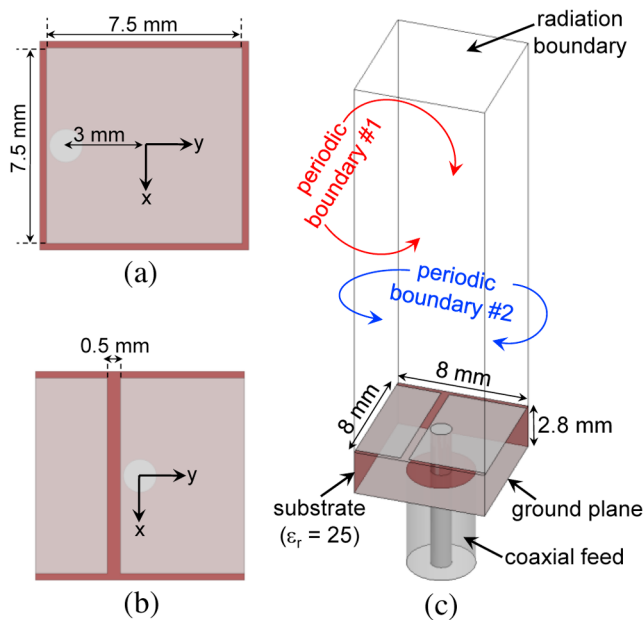 7.5 mm
7.5 mm
3 mm
y
x
(a)
0.5 mm
y
x
(b)
radiation
boundary
periodic
boundary #1
periodic
boundary #2
8 mm
8 mm
2.8 mm
substrate
(εr = 25)
ground plane
coaxial feed
(c)